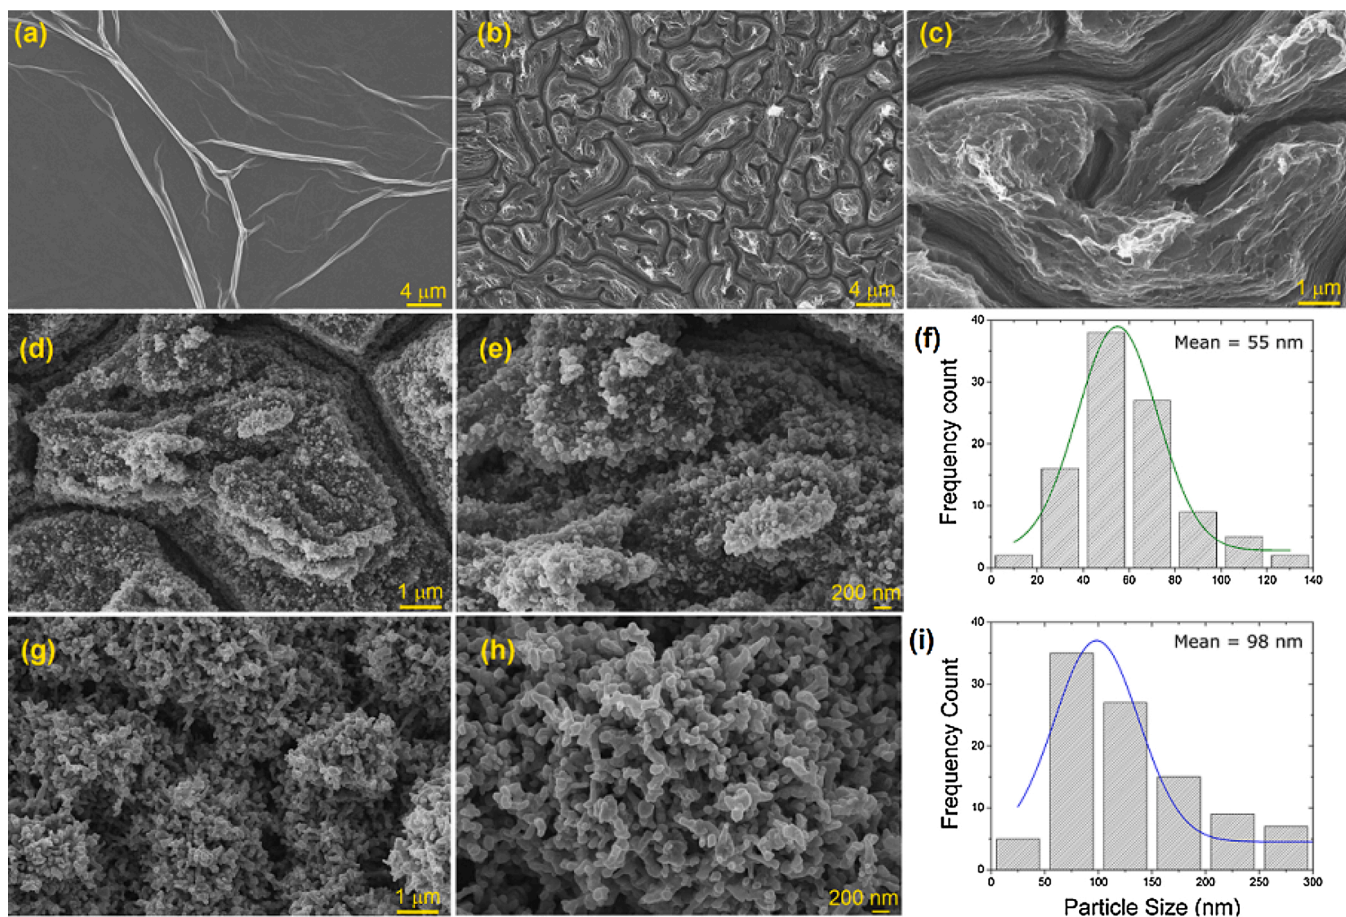 (a)
4 μm
(b)
4 μm
(c)
1 μm
(d)
1 μm
(e)
200 nm
(f)
Mean = 55 nm
Frequency count
40
30
20
10
0
0 20 40 60 80 100 120 140
(g)
1 μm
(h)
200 nm
(i)
Mean = 98 nm
Frequency Count
40
30
20
10
0
0 50 100 150 200 250 300
Particle Size (nm)